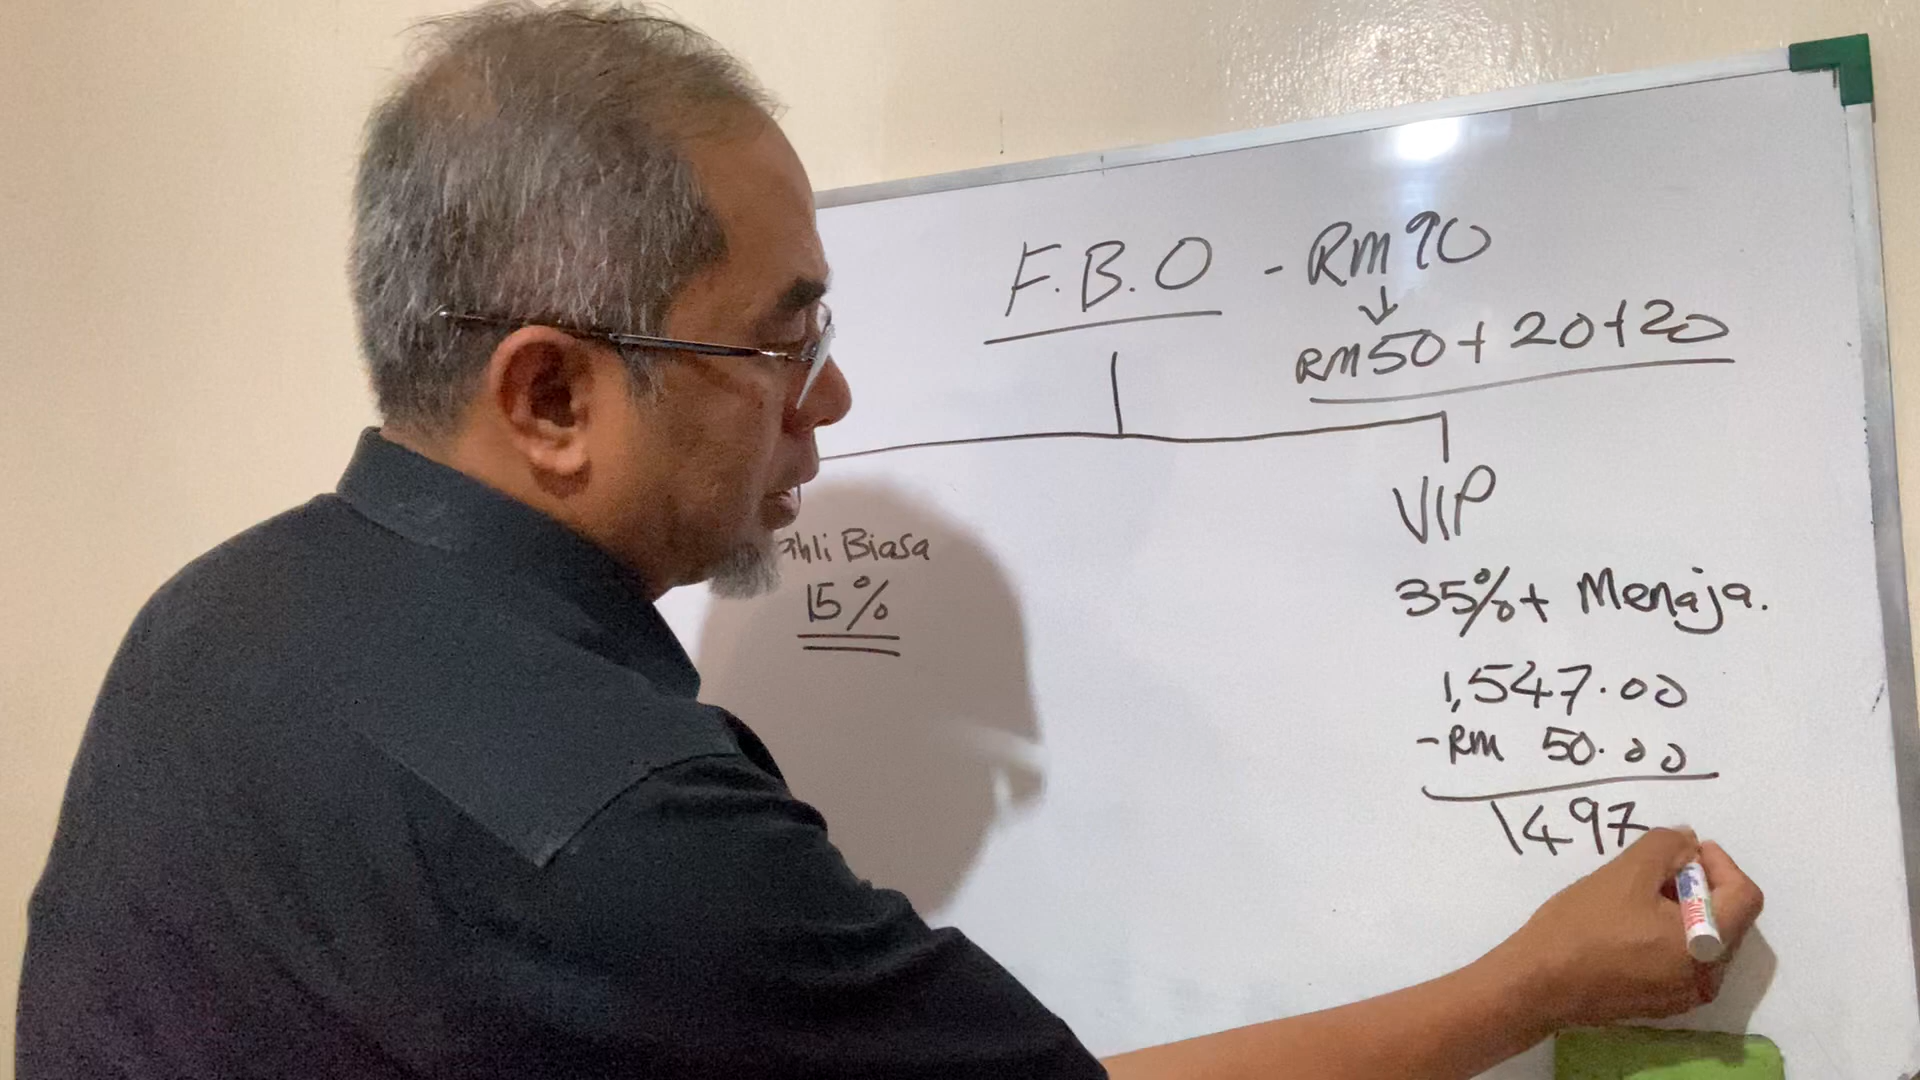 F.B.O - RM90
RM50+20+20
VIP
ahli Biasa
15%
35%+ Menaja.
1,547.00
-RM 50.00
1497